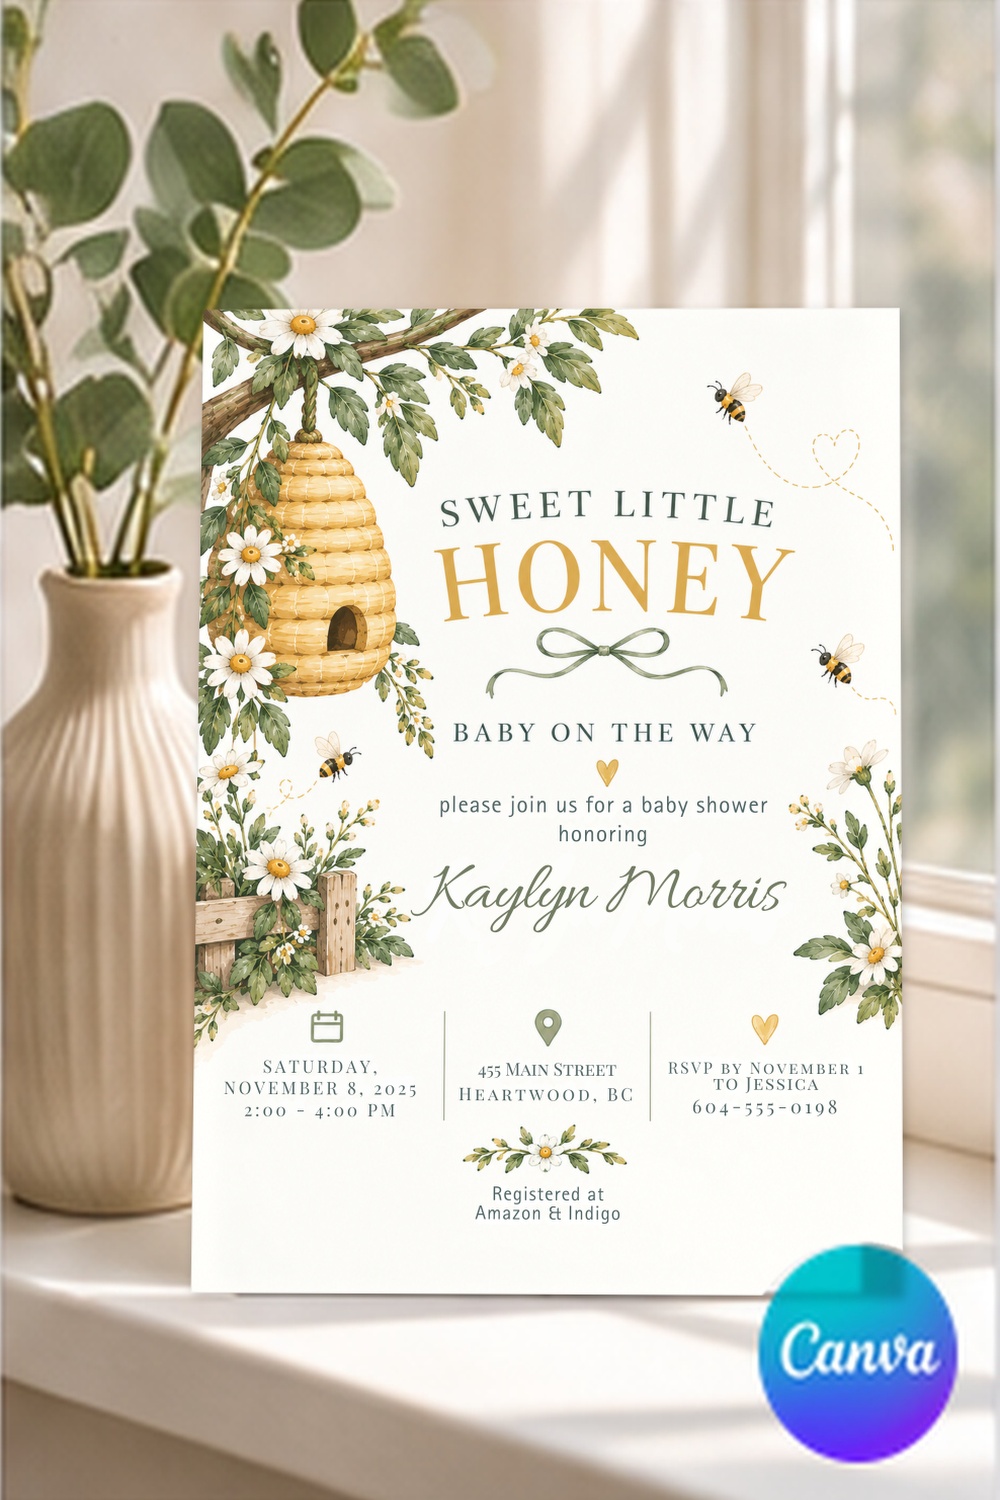 SWEET LITTLE
HONEY
BABY ON THE WAY
please join us for a baby shower
honoring
Kaylyn Morris
SATURDAY,
NOVEMBER 8, 2025
2:00 - 4:00 PM
455 MAIN STREET
HEARTWOOD, BC
RSVP BY NOVEMBER 1
TO JESSICA
604-555-0198
Registered at
Amazon & Indigo
Canva